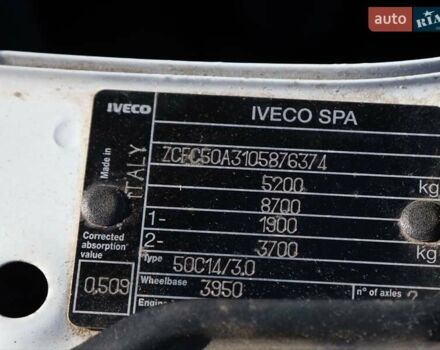 auto RIA
IVECO
IVECO SPA
Made in
ITALY
ZCFC50A3105876374
5200 kg
8700
1- 1900
2- 3700 Kg
Corrected absorption value
0.509
Type 50C14/3.0
Wheelbase 3950
n° of axles 2